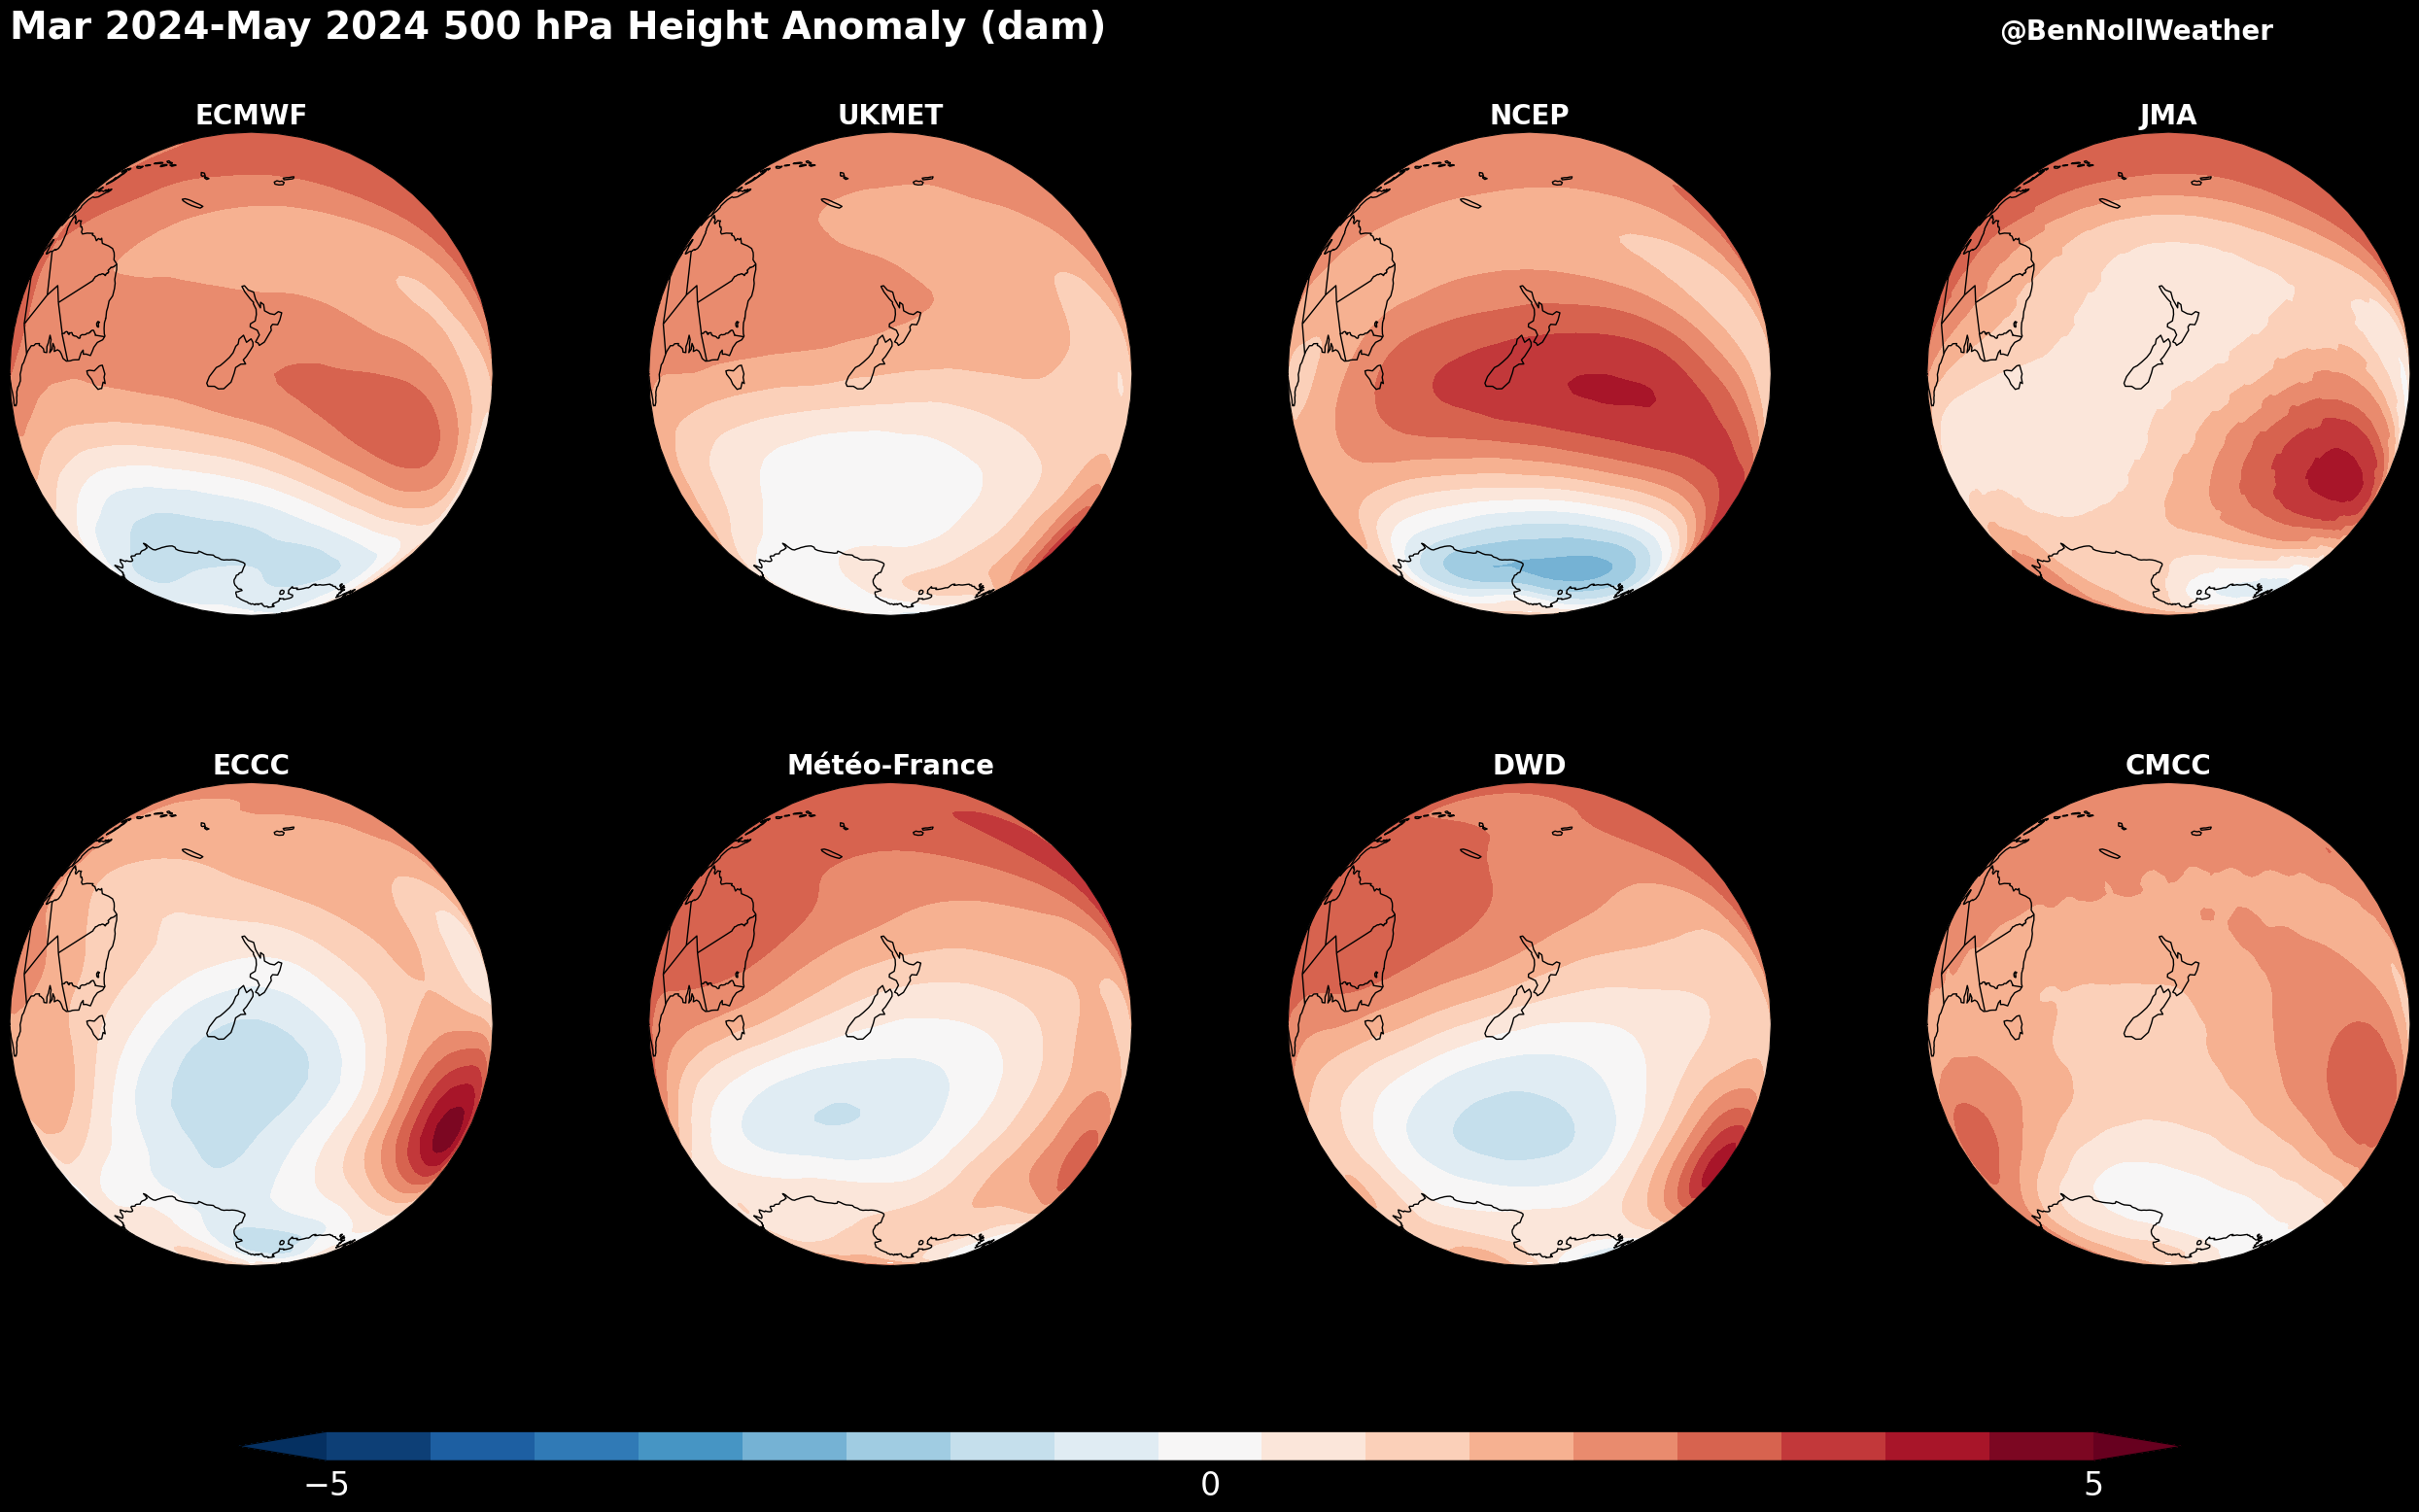 Mar 2024-May 2024 500 hPa Height Anomaly (dam)
@BenNollWeather
ECMWF
UKMET
NCEP
JMA
ECCC
Météo-France
DWD
CMCC
−5
0
5